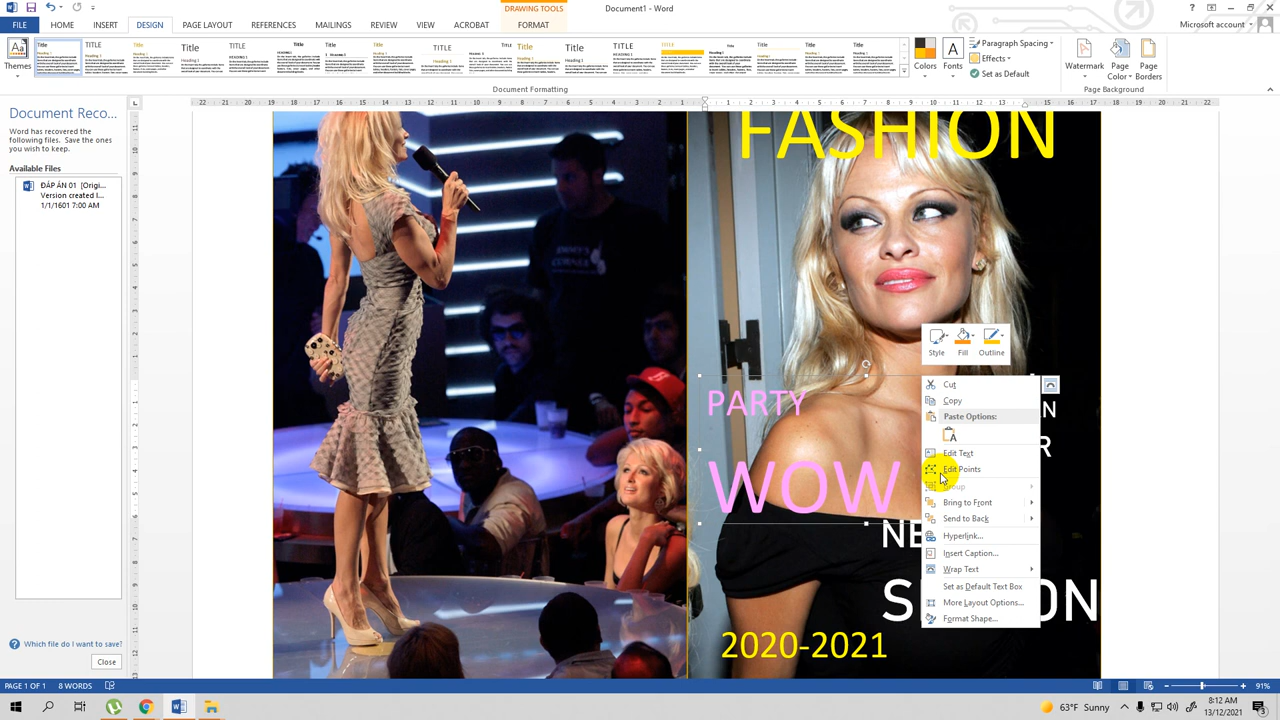 DRAWING TOOLS
Document1 - Word
FILE HOME INSERT DESIGN PAGE LAYOUT REFERENCES MAILINGS REVIEW VIEW ACROBAT FORMAT
Microsoft account
Themes
Colors
Fonts
Paragraph Spacing
Effects
Set as Default
Watermark
Page Color
Page Borders
Document Formatting
Page Background
Document Reco...
Word has recovered the
following files. Save the ones
you wish to keep.
Available Files
ĐÁP ÁN 01 [Origi...
Version created l...
1/1/1601 7:00 AM
Which file do I want to save?
Close
FASHION
PARTY
WOW
2020-2021
Style
Fill
Outline
Cut
Copy
Paste Options:
Edit Text
Edit Points
Group
Bring to Front
Send to Back
Hyperlink...
Insert Caption...
Wrap Text
Set as Default Text Box
More Layout Options...
Format Shape...
PAGE 1 OF 1 8 WORDS
91%
63°F Sunny
8:12 AM
13/12/2021